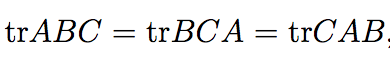 trABC = trBCA = trCAB,